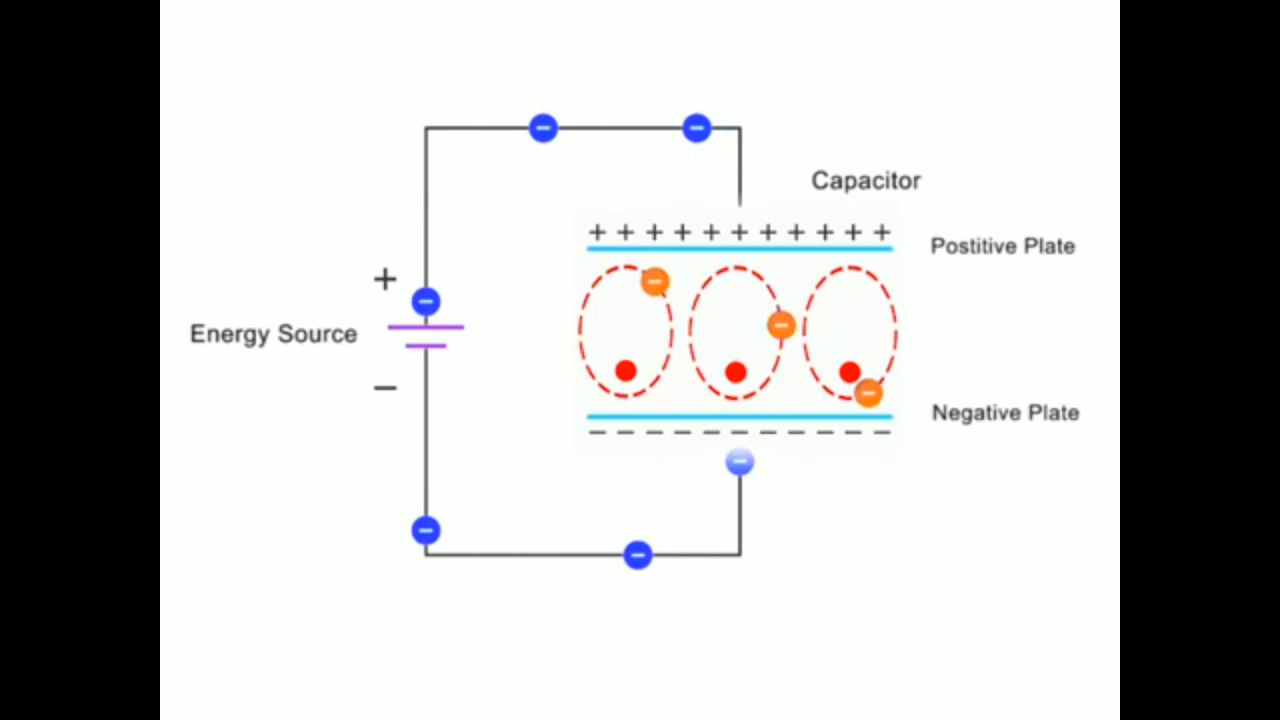 Capacitor
+ + + + + + + + + + +
Postitive Plate
+
Energy Source
−
Negative Plate
− − − − − − − − − − −